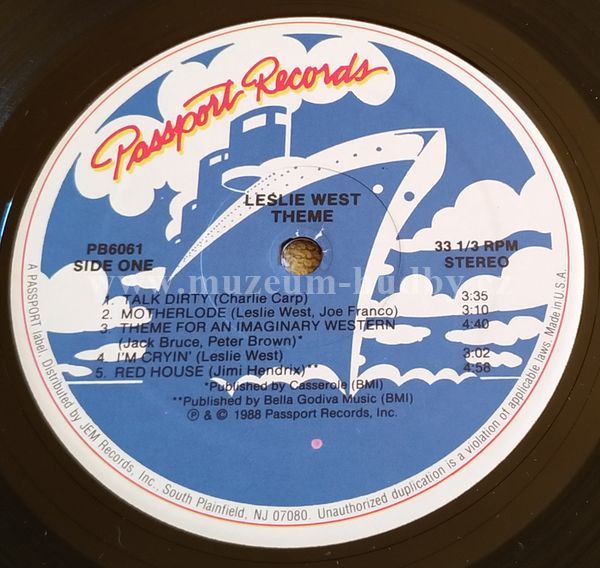 Passport Records
LESLIE WEST
THEME
PB6061
SIDE ONE
33 1/3 RPM
STEREO
www.muzeum-hudby.cz
1. TALK DIRTY (Charlie Carp) 3:35
2. MOTHERLODE (Leslie West, Joe Franco) 3:10
3. THEME FOR AN IMAGINARY WESTERN 4:40
(Jack Bruce, Peter Brown)*
4. I'M CRYIN' (Leslie West) 3:02
5. RED HOUSE (Jimi Hendrix)** 4:58
*Published by Casserole (BMI)
**Published by Bella Godiva Music (BMI)
℗ & © 1988 Passport Records, Inc.
A PASSPORT label. Distributed by JEM Records, Inc., South Plainfield, NJ 07080. Unauthorized duplication is a violation of applicable laws. Made in U.S.A.